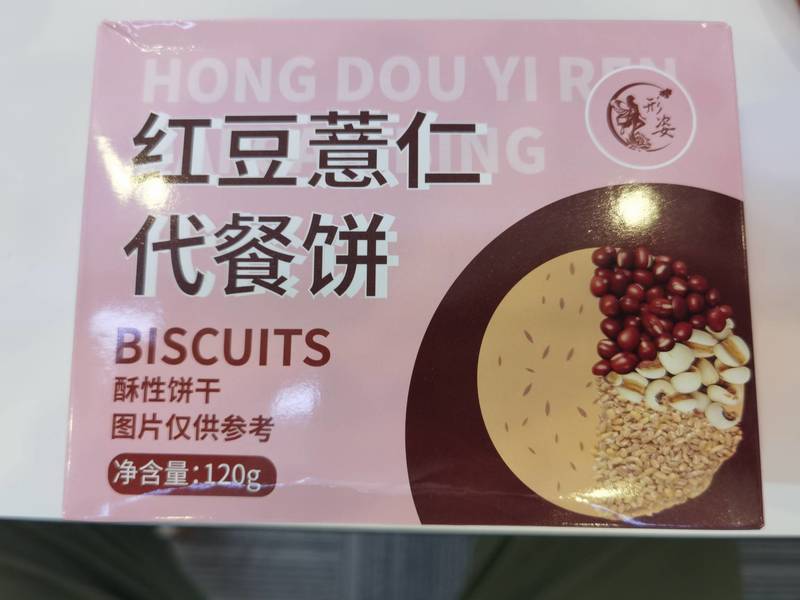 HONG DOU YI REN
红豆薏仁
代餐饼
形姿
BISCUITS
酥性饼干
图片仅供参考
净含量:120g